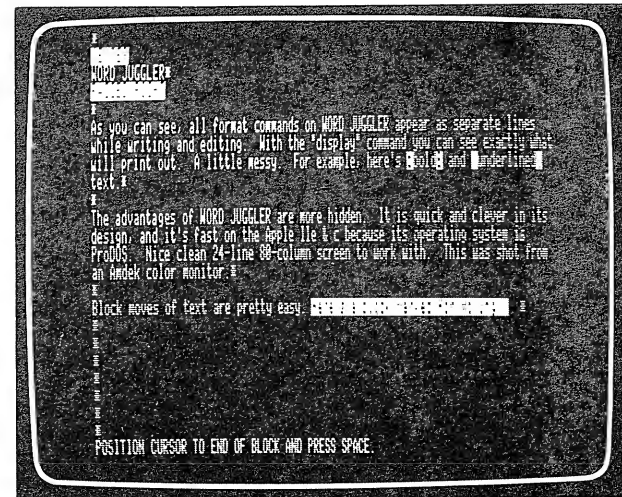 WORD JUGGLER
As you can see, all format commands on WORD JUGGLER appear as separate lines
while writing and editing. With the "display" command you can see exactly what
will print out. A little messy. For example, here's bold and underlined
text.
The advantages of WORD JUGGLER are more hidden. It is quick and clever in its
design, and it's fast on the Apple IIe & c because its operating system is
ProDOS. Nice clean 24-line 80-column screen to work with. This was shot from
an Amdek color monitor.
Block moves of text are pretty easy.
POSITION CURSOR TO END OF BLOCK AND PRESS SPACE.